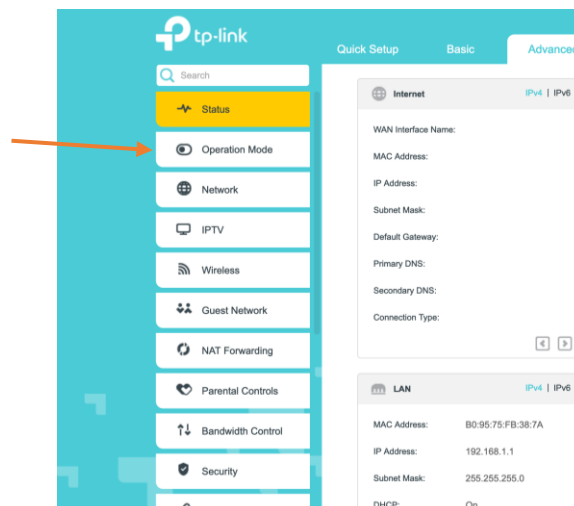 tp-link
Quick Setup Basic Advanced
Search
Status
Operation Mode
Network
IPTV
Wireless
Guest Network
NAT Forwarding
Parental Controls
Bandwidth Control
Security
Internet IPv4 | IPv6
WAN Interface Name:
MAC Address:
IP Address:
Subnet Mask:
Default Gateway:
Primary DNS:
Secondary DNS:
Connection Type:
LAN IPv4 | IPv6
MAC Address: B0:95:75:FB:38:7A
IP Address: 192.168.1.1
Subnet Mask: 255.255.255.0
DHCP: On